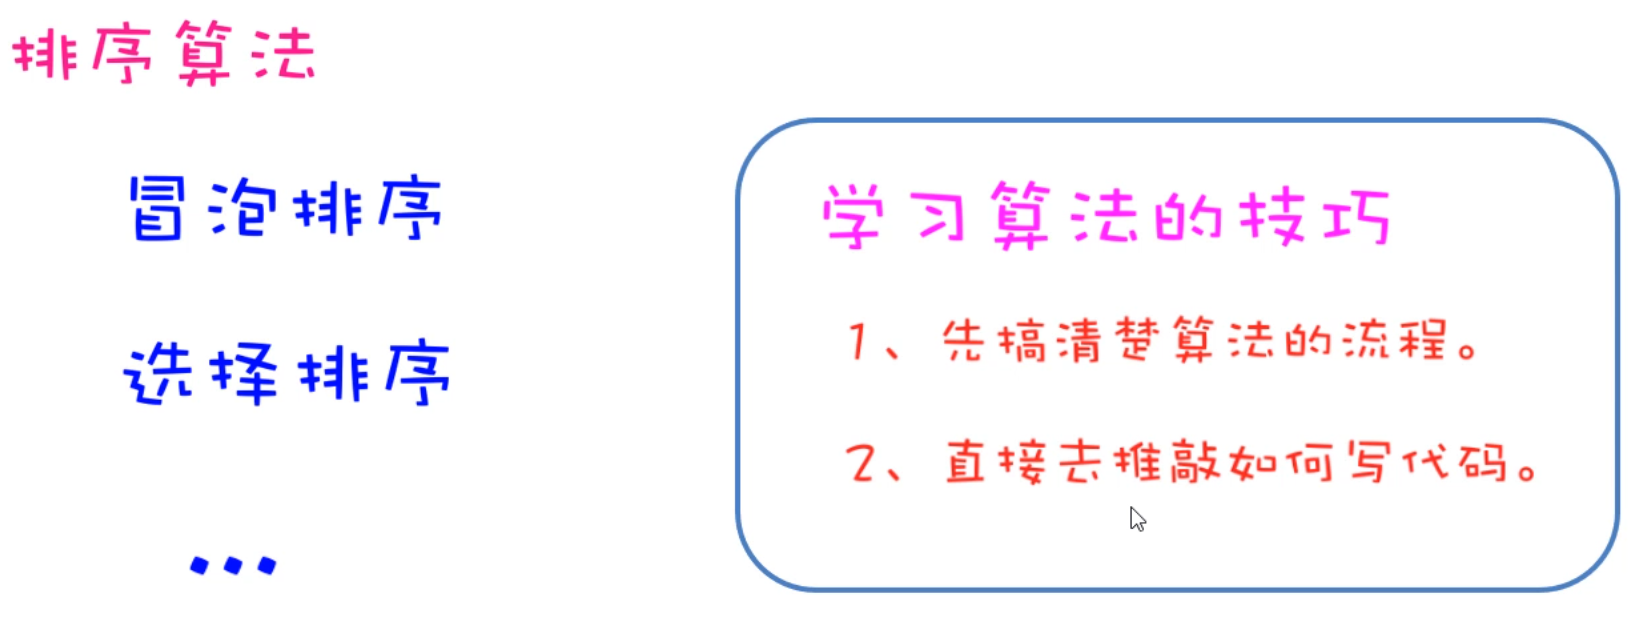 排序算法
冒泡排序
选择排序
...
学习算法的技巧
1、先搞清楚算法的流程。
2、直接去推敲如何写代码。